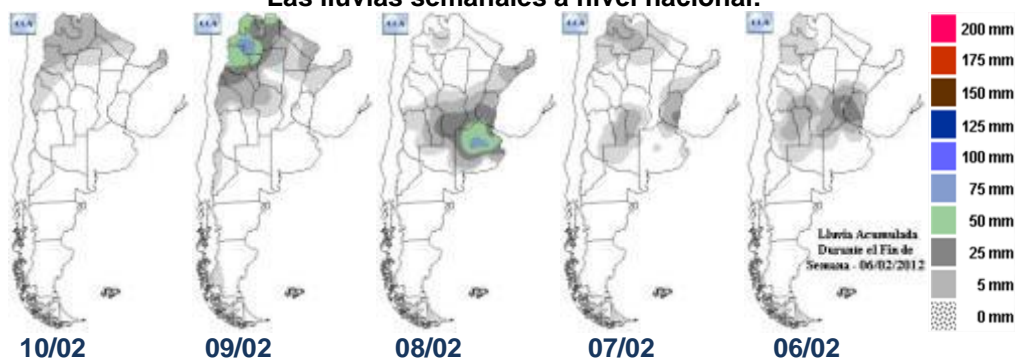 Las lluvias semanales a nivel nacional.
200 mm
175 mm
150 mm
125 mm
100 mm
75 mm
50 mm
25 mm
5 mm
0 mm
Lluvia Acumulada
Durante el Fin de
Semana - 06/02/2012
10/02
09/02
08/02
07/02
06/02